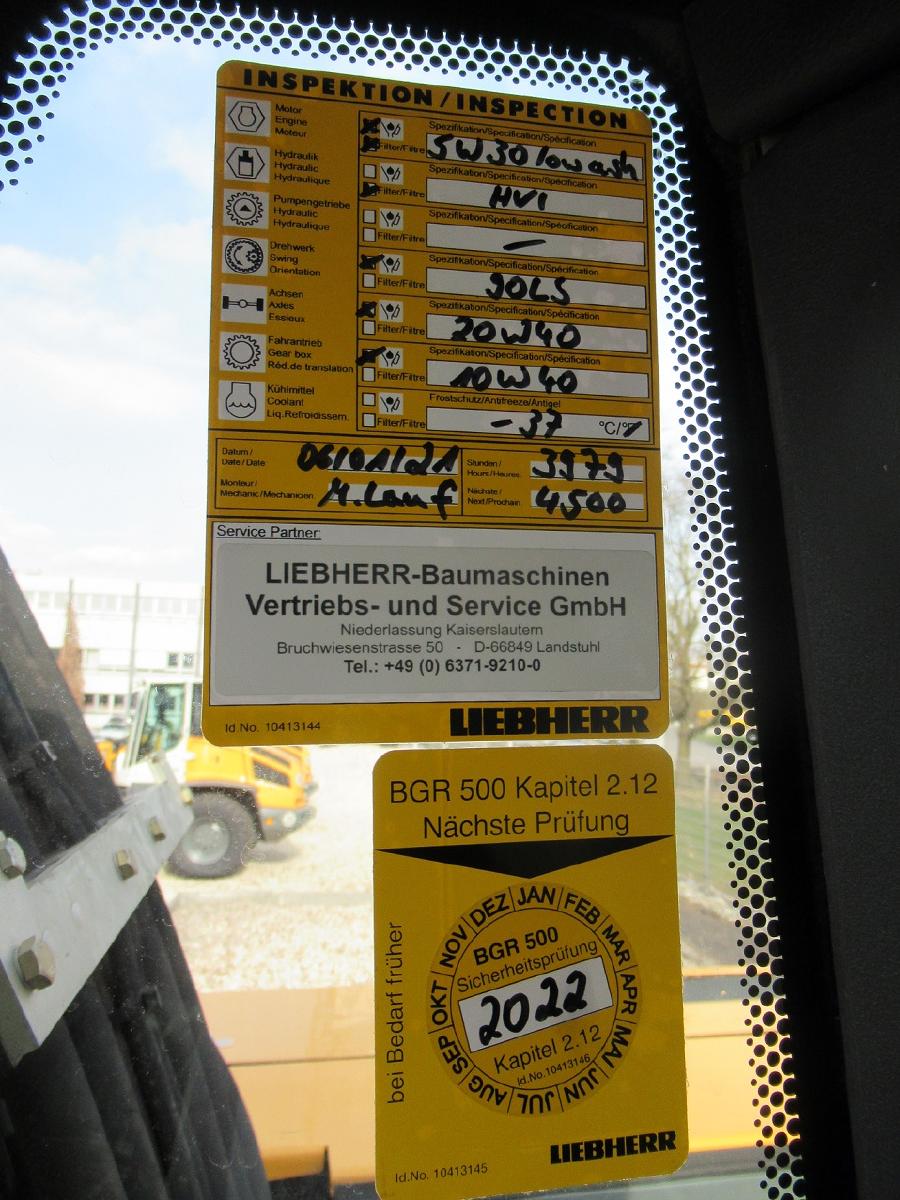 INSPEKTION / INSPECTION
Motor
Engine
Moteur
Spezifikation/Specification/Spécification
Filter/Filtre
5W30 low ash
Hydraulik
Hydraulic
Hydraulique
Spezifikation/Specification/Spécification
Filter/Filtre
HVI
Pumpengetriebe
Hydraulic
Hydraulique
Spezifikation/Specification/Spécification
Filter/Filtre
–
Drehwerk
Swing
Orientation
Spezifikation/Specification/Spécification
Filter/Filtre
90LS
Achsen
Axles
Essieux
Spezifikation/Specification/Spécification
Filter/Filtre
20W40
Fahrantrieb
Gear box
Réd.de translation
Spezifikation/Specification/Spécification
Filter/Filtre
10W40
Kühlmittel
Coolant
Liq.Refroidissem.
Frostschutz/Antifreeze/Antigel
Filter/Filtre
-37 °C/°F
Datum /
Date / Date
06/01/21
Stunden /
Hours / Heures
3979
Monteur /
Mechanic / Mechanicien
M. Lauf
Nächste /
Next / Prochain
4500
Service Partner:
LIEBHERR-Baumaschinen
Vertriebs- und Service GmbH
Niederlassung Kaiserslautern
Bruchwiesenstrasse 50 - D-66849 Landstuhl
Tel.: +49 (0) 6371-9210-0
Id.No. 10413144
LIEBHERR
BGR 500 Kapitel 2.12
Nächste Prüfung
bei Bedarf früher
JAN FEB MAR APR MAI JUN JUL AUG SEP OKT NOV DEZ
BGR 500
Sicherheitsprüfung
2022
Kapitel 2.12
Id.No.10413146
LIEBHERR
Id.No. 10413145